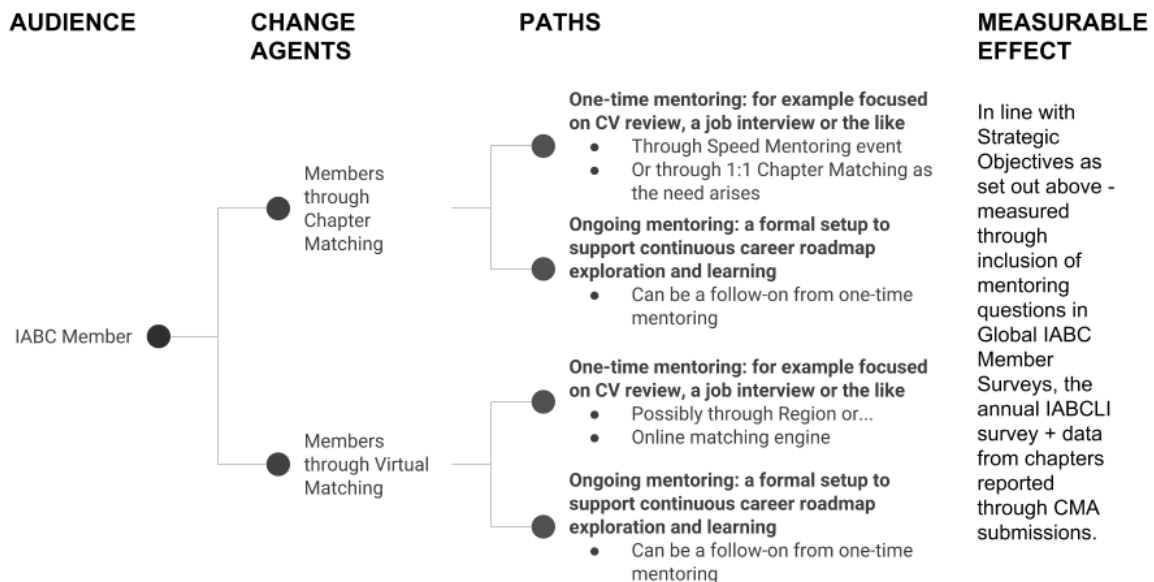 AUDIENCE
CHANGE
AGENTS
PATHS
MEASURABLE
EFFECT
IABC Member
Members
through
Chapter
Matching
Members
through Virtual
Matching
One-time mentoring: for example focused
on CV review, a job interview or the like
● Through Speed Mentoring event
● Or through 1:1 Chapter Matching as
the need arises
Ongoing mentoring: a formal setup to
support continuous career roadmap
exploration and learning
● Can be a follow-on from one-time
mentoring
One-time mentoring: for example focused
on CV review, a job interview or the like
● Possibly through Region or...
● Online matching engine
Ongoing mentoring: a formal setup to
support continuous career roadmap
exploration and learning
● Can be a follow-on from one-time
mentoring
In line with
Strategic
Objectives as
set out above -
measured
through
inclusion of
mentoring
questions in
Global IABC
Member
Surveys, the
annual IABCLI
survey + data
from chapters
reported
through CMA
submissions.